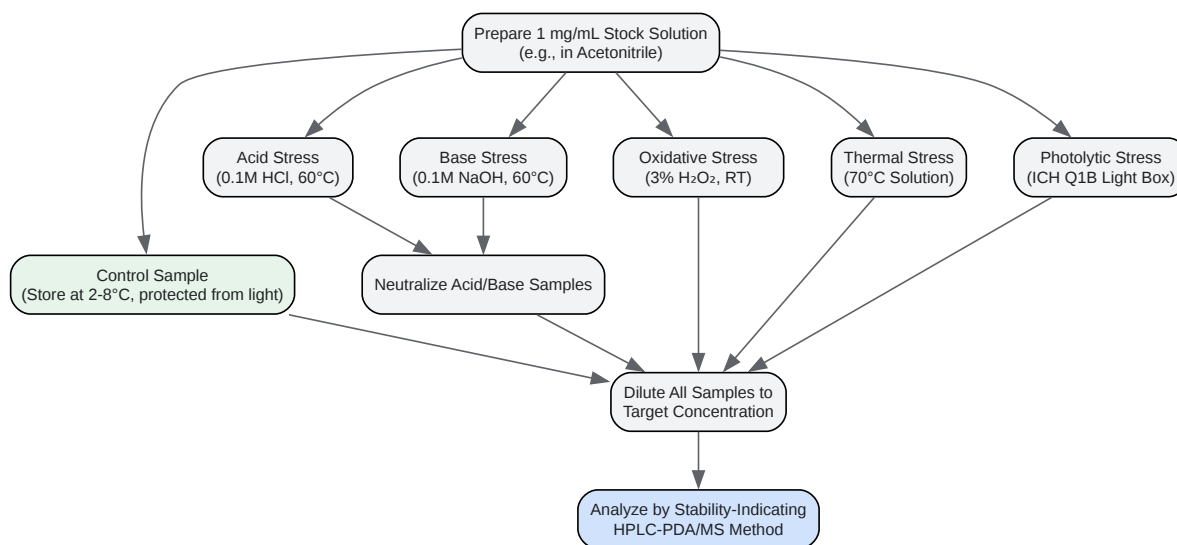 Prepare 1 mg/mL Stock Solution
(e.g., in Acetonitrile)
Acid Stress
(0.1M HCl, 60°C)
Base Stress
(0.1M NaOH, 60°C)
Oxidative Stress
(3% H₂O₂, RT)
Thermal Stress
(70°C Solution)
Photolytic Stress
(ICH Q1B Light Box)
Control Sample
(Store at 2-8°C, protected from light)
Neutralize Acid/Base Samples
Dilute All Samples to
Target Concentration
Analyze by Stability-Indicating
HPLC-PDA/MS Method